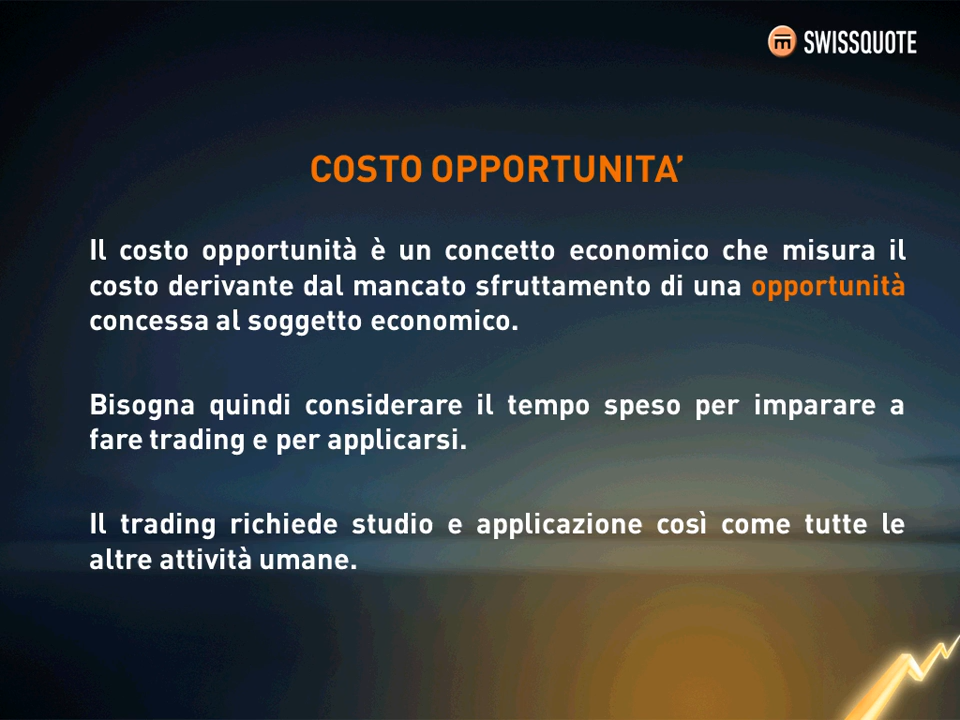 SWISSQUOTE
COSTO OPPORTUNITA’
Il costo opportunità è un concetto economico che misura il
costo derivante dal mancato sfruttamento di una opportunità
concessa al soggetto economico.
Bisogna quindi considerare il tempo speso per imparare a
fare trading e per applicarsi.
Il trading richiede studio e applicazione così come tutte le
altre attività umane.